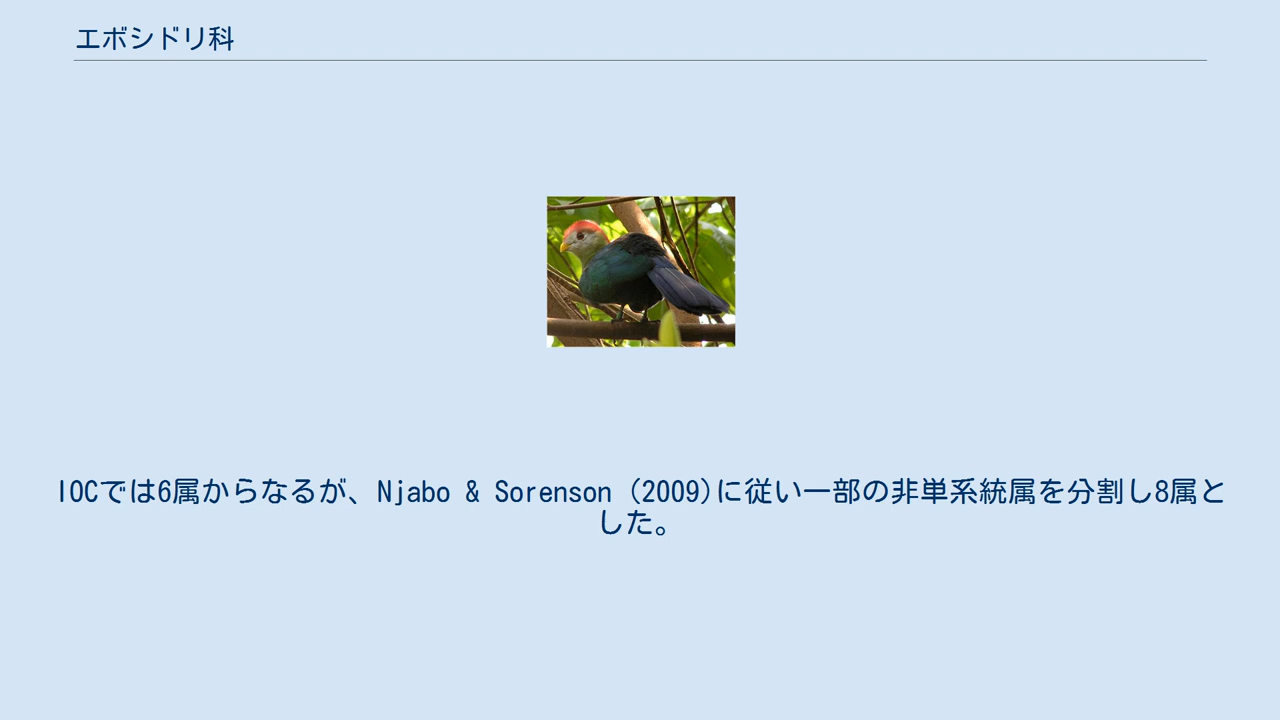 エボシドリ科
IOCでは6属からなるが、Njabo & Sorenson (2009)に従い一部の非単系統属を分割し8属と
した。